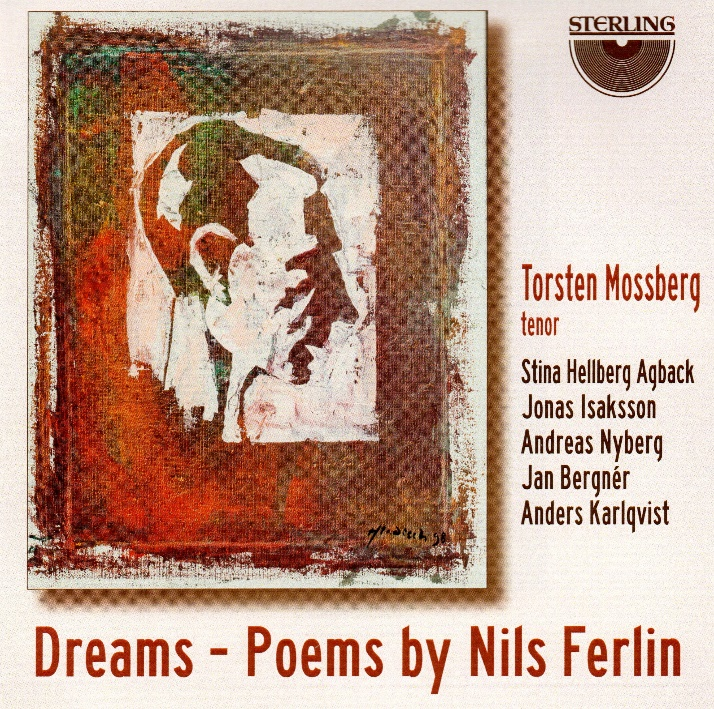 STERLING
Torsten Mossberg
tenor
Stina Hellberg Agback
Jonas Isaksson
Andreas Nyberg
Jan Bergnér
Anders Karlqvist
Dreams - Poems by Nils Ferlin